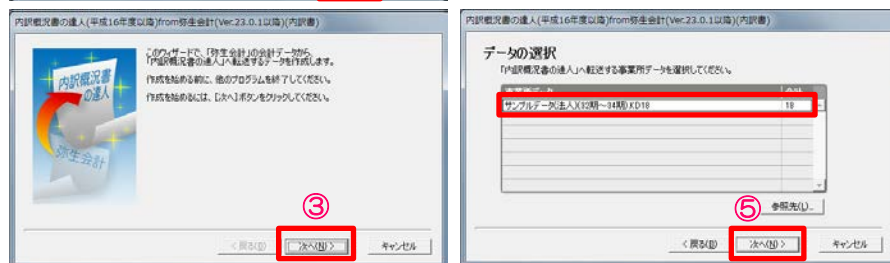 内訳概況書の達人(平成16年度以降)from弥生会計(Ver.23.0.1以降)(内訳書)
内訳概況書
の達人
弥生会計
このウィザードで、「弥生会計」の会計データから、
「内訳概況書の達人」へ転送するデータを作成します。
作成を始める前に、他のプログラムを終了してください。
作成を始めるには、[次へ]ボタンをクリックしてください。
③
< 戻る(B)
次へ(N) >
キャンセル
内訳概況書の達人(平成16年度以降)from弥生会計(Ver.23.0.1以降)(内訳書)
データの選択
「内訳概況書の達人」へ転送する事業所データを選択してください。
事業所データ
サンプルデータ(法人)(32期～34期).KD18 18
参照先(L)...
⑤
< 戻る(B)
次へ(N) >
キャンセル